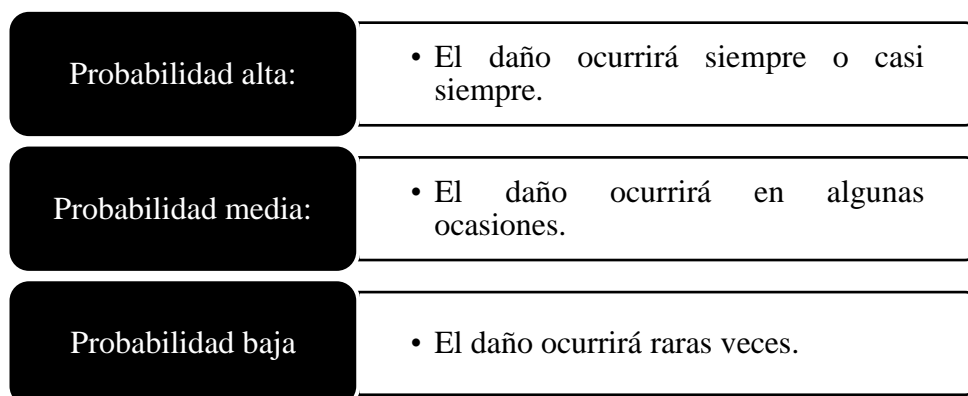 Probabilidad alta:
• El daño ocurrirá siempre o casi
siempre.
Probabilidad media:
• El daño ocurrirá en algunas
ocasiones.
Probabilidad baja
• El daño ocurrirá raras veces.